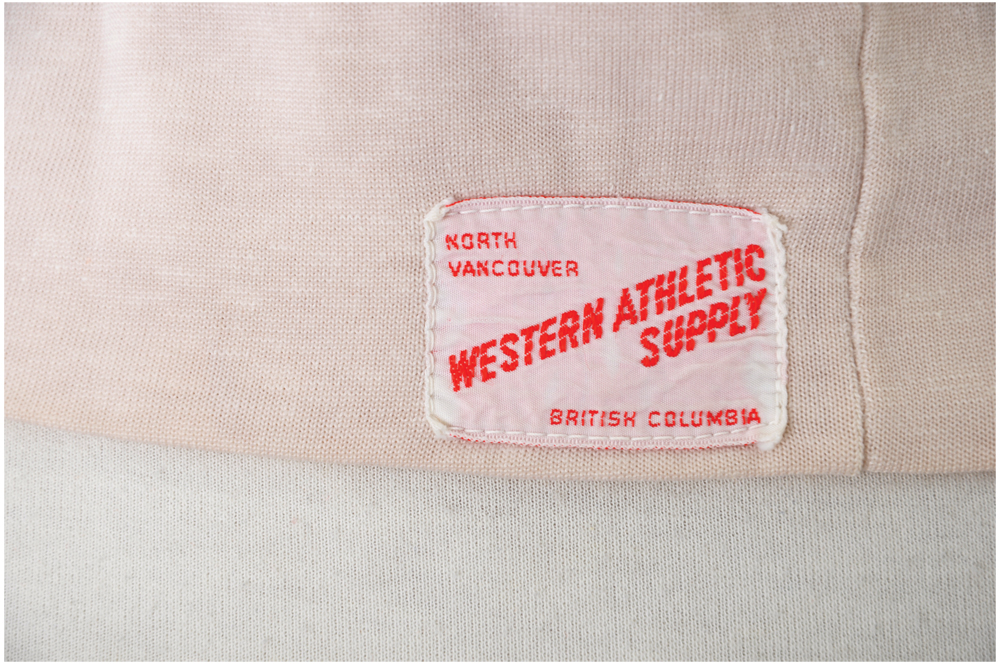 NORTH
VANCOUVER
WESTERN ATHLETIC
SUPPLY
BRITISH COLUMBIA